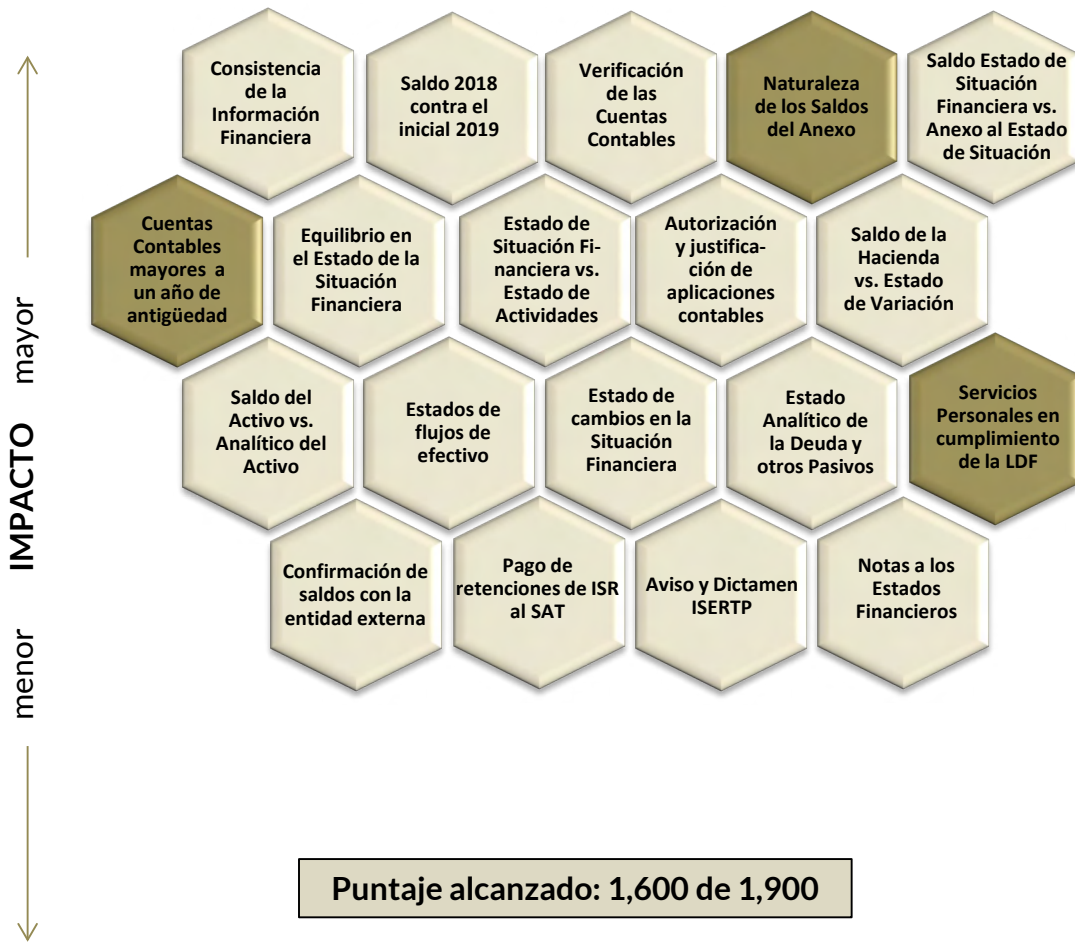 Consistencia
de la
Información
Financiera
Saldo 2018
contra el
inicial 2019
Verificación
de las
Cuentas
Contables
Naturaleza
de los Saldos
del Anexo
Saldo Estado de
Situación
Financiera vs.
Anexo al Estado
de Situación
Cuentas
Contables
mayores a
un año de
antigüedad
Equilibrio en
el Estado de la
Situación
Financiera
Estado de
Situación Fi-
nanciera vs.
Estado de
Actividades
Autorización
y justifica-
ción de
aplicaciones
contables
Saldo de la
Hacienda
vs. Estado
de Variación
Saldo del
Activo vs.
Analítico del
Activo
Estados de
flujos de
efectivo
Estado de
cambios en la
Situación
Financiera
Estado
Analítico de
la Deuda y
otros Pasivos
Servicios
Personales en
cumplimiento
de la LDF
Confirmación de
saldos con la
entidad externa
Pago de
retenciones de ISR
al SAT
Aviso y Dictamen
ISERTP
Notas a los
Estados
Financieros
menor IMPACTO mayor
Puntaje alcanzado: 1,600 de 1,900